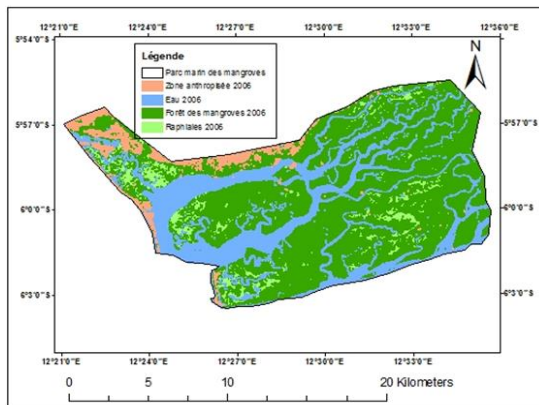 12°21'0"E 12°24'0"E 12°27'0"E 12°30'0"E 12°33'0"E 12°36'0"E
5°54'0"S
N
Légende
Parc marin des mangroves
Zone anthropisée 2006
Eau 2006
Forêt des mangroves 2006
Raphiales 2006
5°57'0"S 5°57'0"S
6°0'0"S 6°0'0"S
6°3'0"S 6°3'0"S
12°21'0"E 12°24'0"E 12°27'0"E 12°30'0"E 12°33'0"E
0 5 10 20 Kilometers